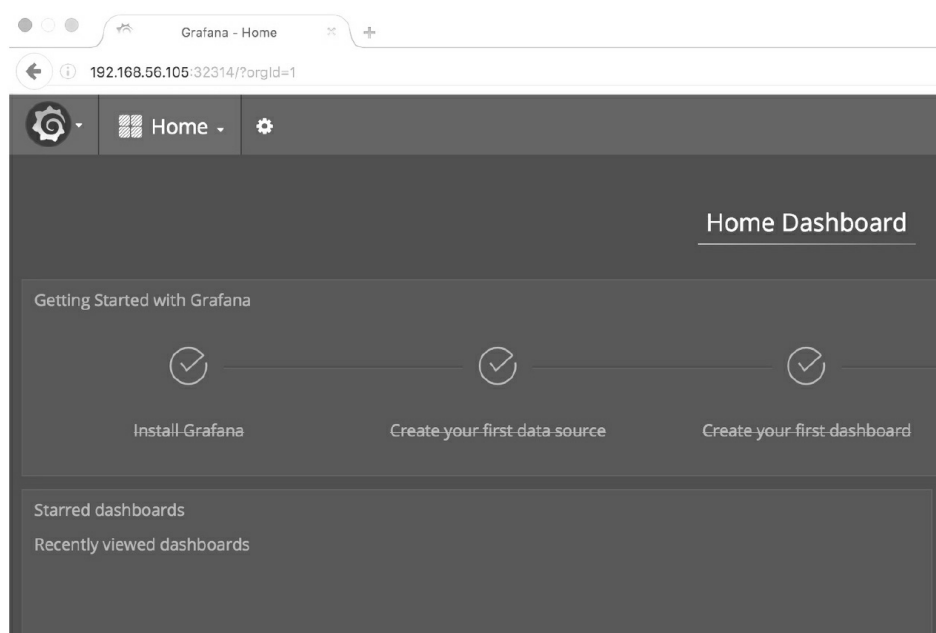 Grafana - Home
192.168.56.105:32314/?orgId=1
Home
Home Dashboard
Getting Started with Grafana
Install Grafana
Create your first data source
Create your first dashboard
Starred dashboards
Recently viewed dashboards